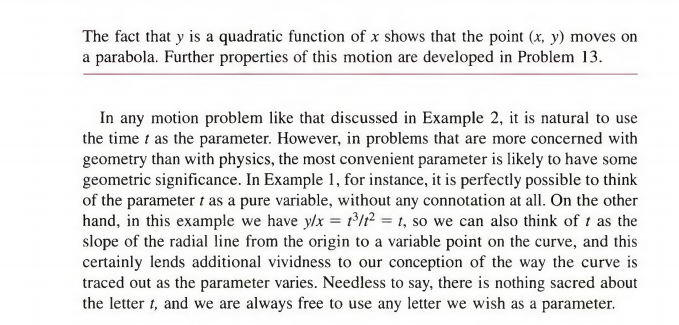 The fact that y is a quadratic function of x shows that the point (x, y) moves on
a parabola. Further properties of this motion are developed in Problem 13.
In any motion problem like that discussed in Example 2, it is natural to use
the time t as the parameter. However, in problems that are more concerned with
geometry than with physics, the most convenient parameter is likely to have some
geometric significance. In Example 1, for instance, it is perfectly possible to think
of the parameter t as a pure variable, without any connotation at all. On the other
hand, in this example we have y/x = t³/t² = t, so we can also think of t as the
slope of the radial line from the origin to a variable point on the curve, and this
certainly lends additional vividness to our conception of the way the curve is
traced out as the parameter varies. Needless to say, there is nothing sacred about
the letter t, and we are always free to use any letter we wish as a parameter.